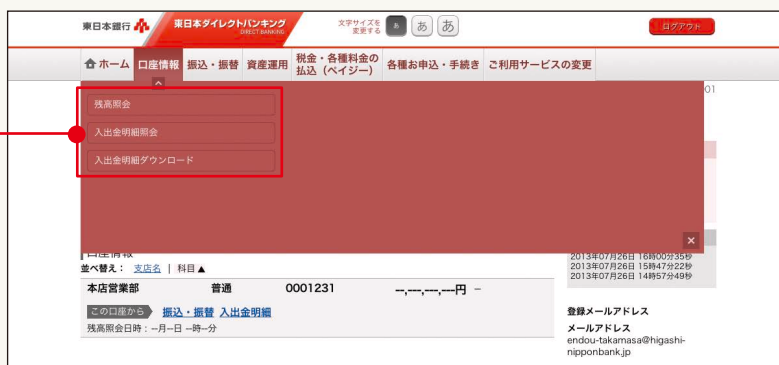 東日本銀行
東日本ダイレクトバンキング
DIRECT BANKING
文字サイズを
変更する
あ あ あ
ログアウト
ホーム 口座情報 振込・振替 資産運用 税金・各種料金の
払込（ペイジー） 各種お申込・手続き ご利用サービスの変更
残高照会
入出金明細照会
入出金明細ダウンロード
×
口座情報
並べ替え： 支店名 | 科目▲
本店営業部 普通 0001231 --,---,---,---円 －
この口座から 振込・振替 入出金明細
残高照会日時：--月--日 --時--分
2013年07月26日 16時00分35秒
2013年07月26日 15時47分22秒
2013年07月26日 14時57分49秒
登録メールアドレス
メールアドレス
endou-takamasa@higashi-
nipponbank.jp